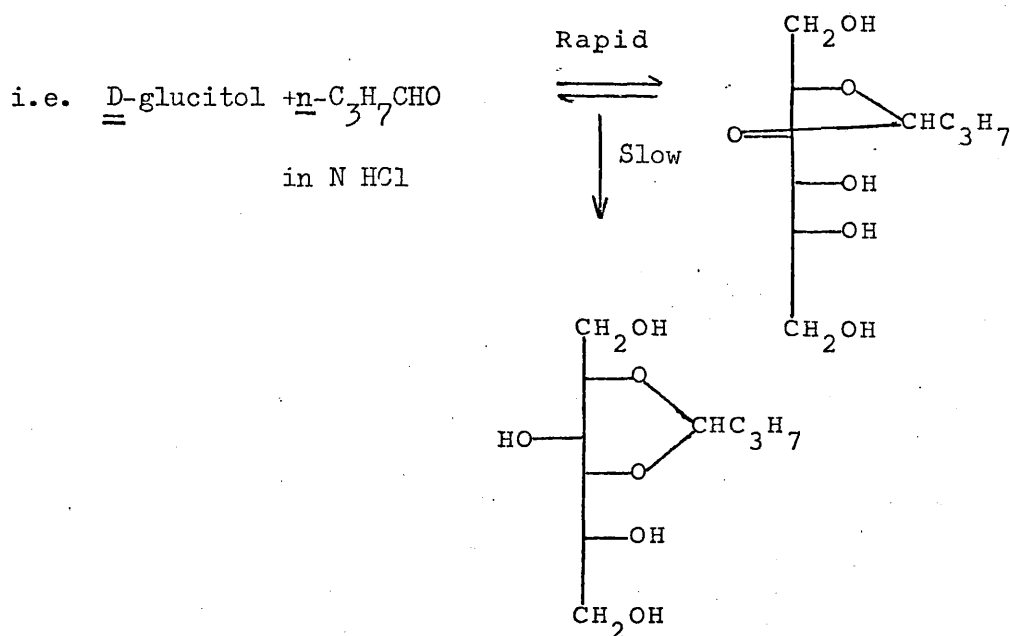 CH2OH
Rapid
i.e. D-glucitol + n-C3H7CHO
O
O
CHC3H7
in N HCl
Slow
OH
OH
CH2OH
CH2OH
O
HO
CHC3H7
O
OH
CH2OH